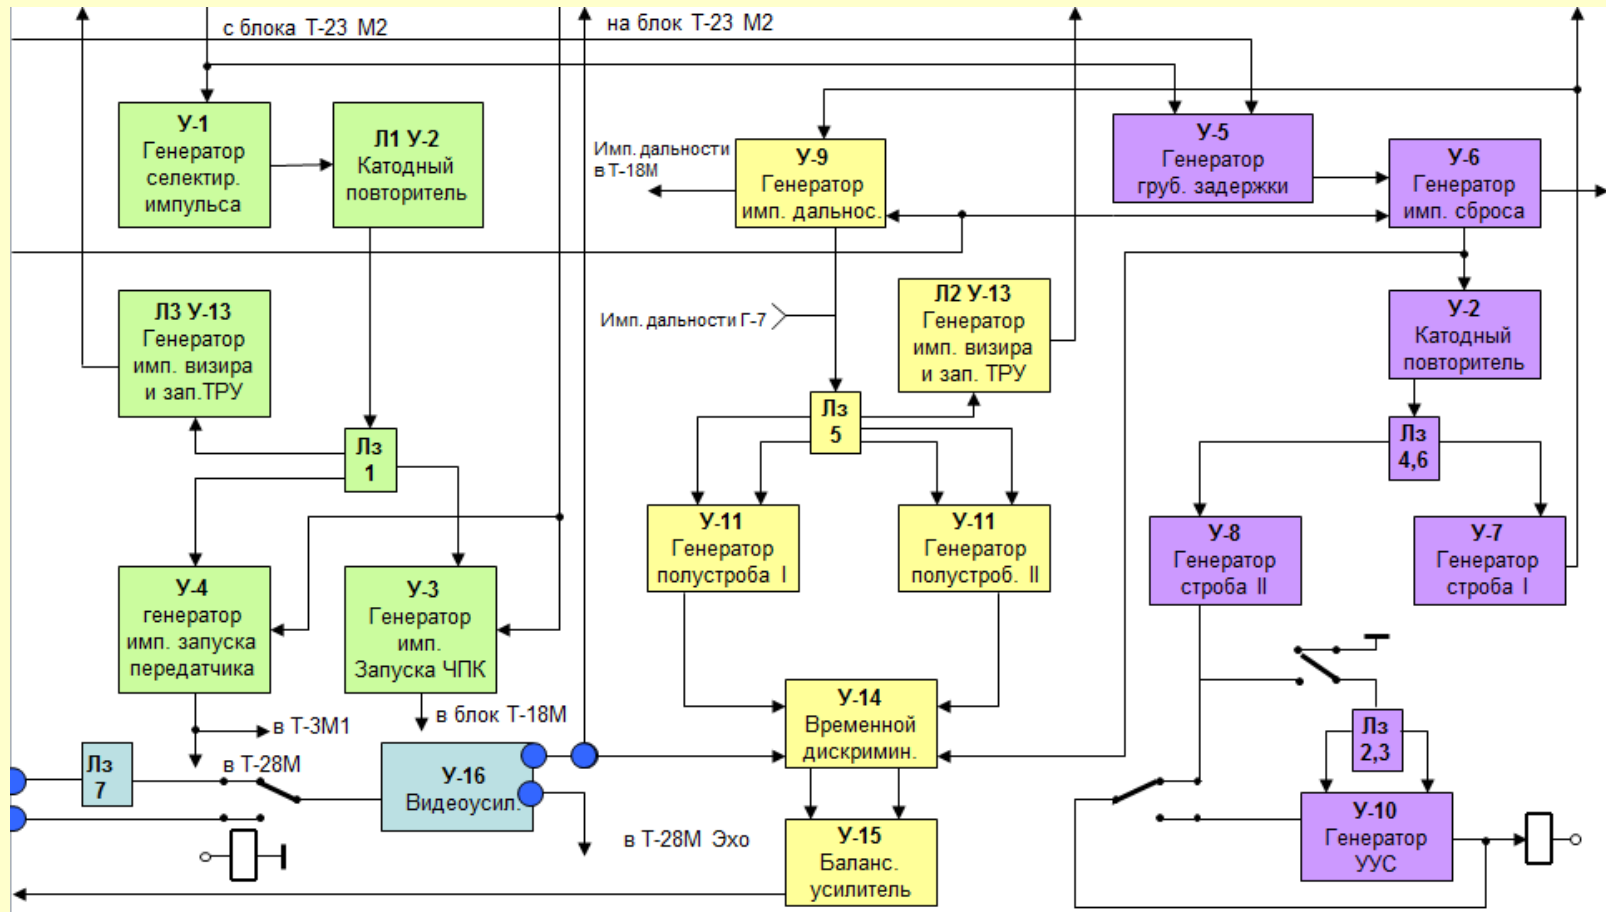 с блока Т-23 М2
на блок Т-23 М2
У-1
Генератор
селектир.
импульса
Л1 У-2
Катодный
повторитель
Имп. дальности
в Т-18М
У-9
Генератор
имп. дальнос.
У-5
Генератор
груб. задержки
У-6
Генератор
имп. сброса
Л3 У-13
Генератор
имп. визира
и зап.ТРУ
Имп. дальности Г-7
Л2 У-13
Генератор
имп. визира
и зап. ТРУ
У-2
Катодный
повторитель
Лз
1
Лз
5
Лз
4,6
У-11
Генератор
полустроба I
У-11
Генератор
полустроб. II
У-8
Генератор
строба II
У-7
Генератор
строба I
У-4
генератор
имп. запуска
передатчика
У-3
Генератор
имп.
Запуска ЧПК
в блок Т-18М
в Т-3М1
в Т-28М
У-14
Временной
дискримин.
Лз
2,3
Лз
7
У-16
Видеоусил.
в Т-28М Эхо
У-15
Баланс.
усилитель
У-10
Генератор
УУС